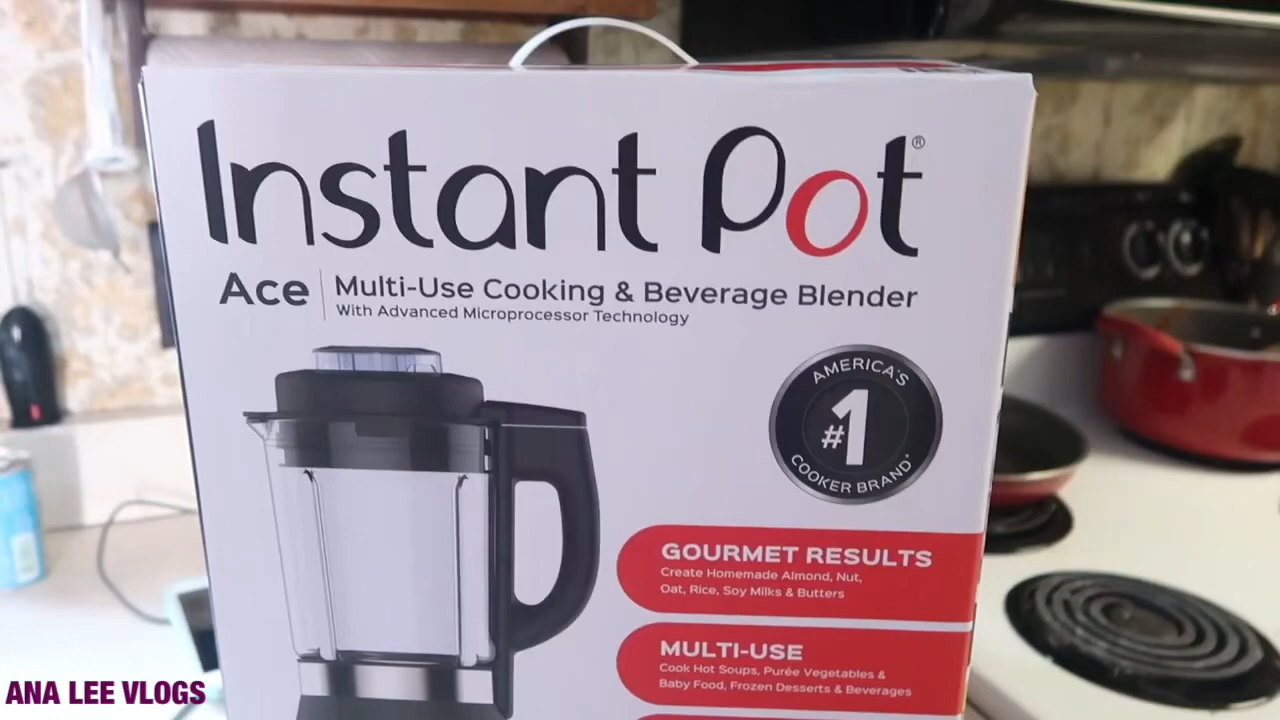 Instant Pot®
Ace
Multi-Use Cooking & Beverage Blender
With Advanced Microprocessor Technology
AMERICA'S
#1
COOKER BRAND*
GOURMET RESULTS
Create Homemade Almond, Nut,
Oat, Rice, Soy Milks & Butters
MULTI-USE
Cook Hot Soups, Purée Vegetables &
Baby Food, Frozen Desserts & Beverages
ANA LEE VLOGS